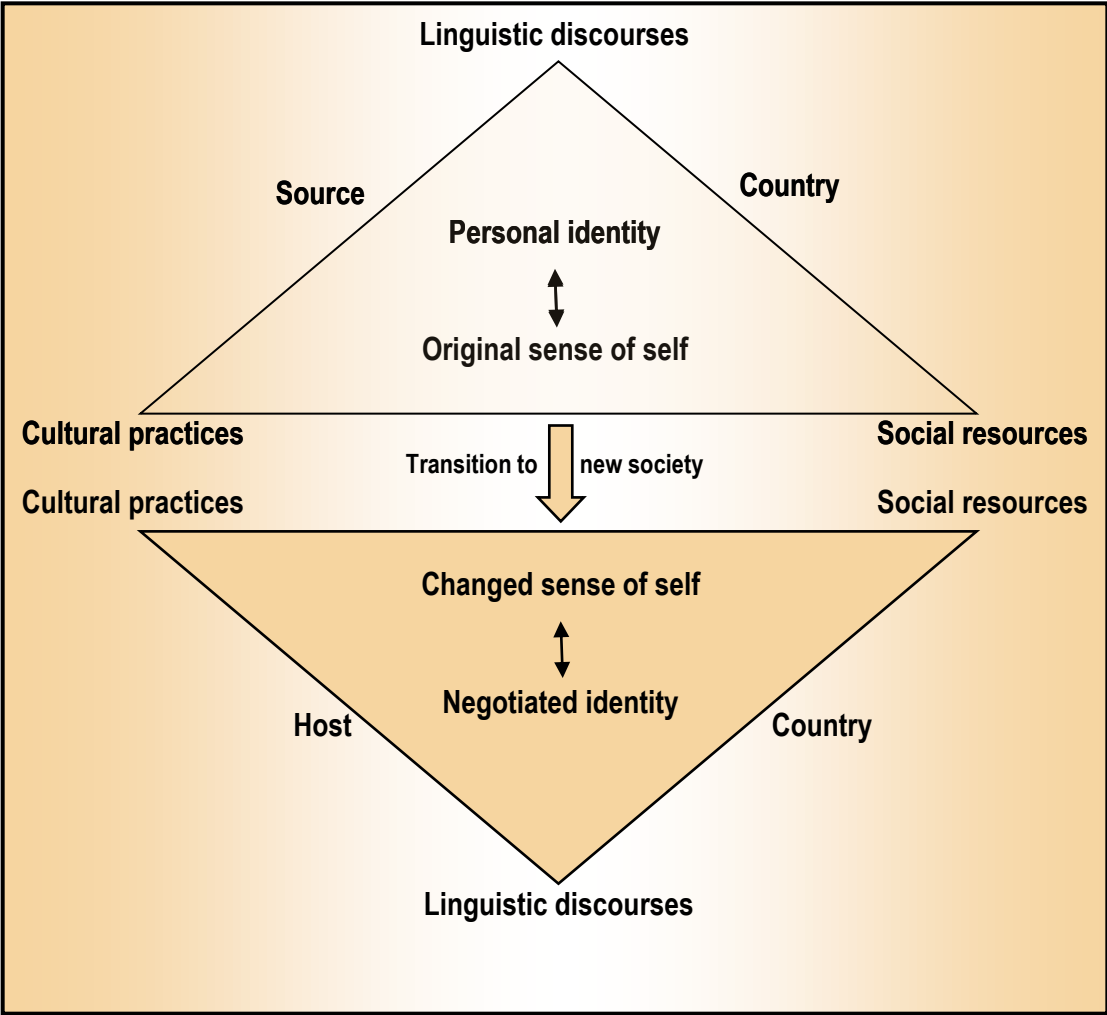 Linguistic discourses
Source
Country
Personal identity
Original sense of self
Cultural practices
Social resources
Transition to new society
Cultural practices
Social resources
Changed sense of self
Negotiated identity
Host
Country
Linguistic discourses